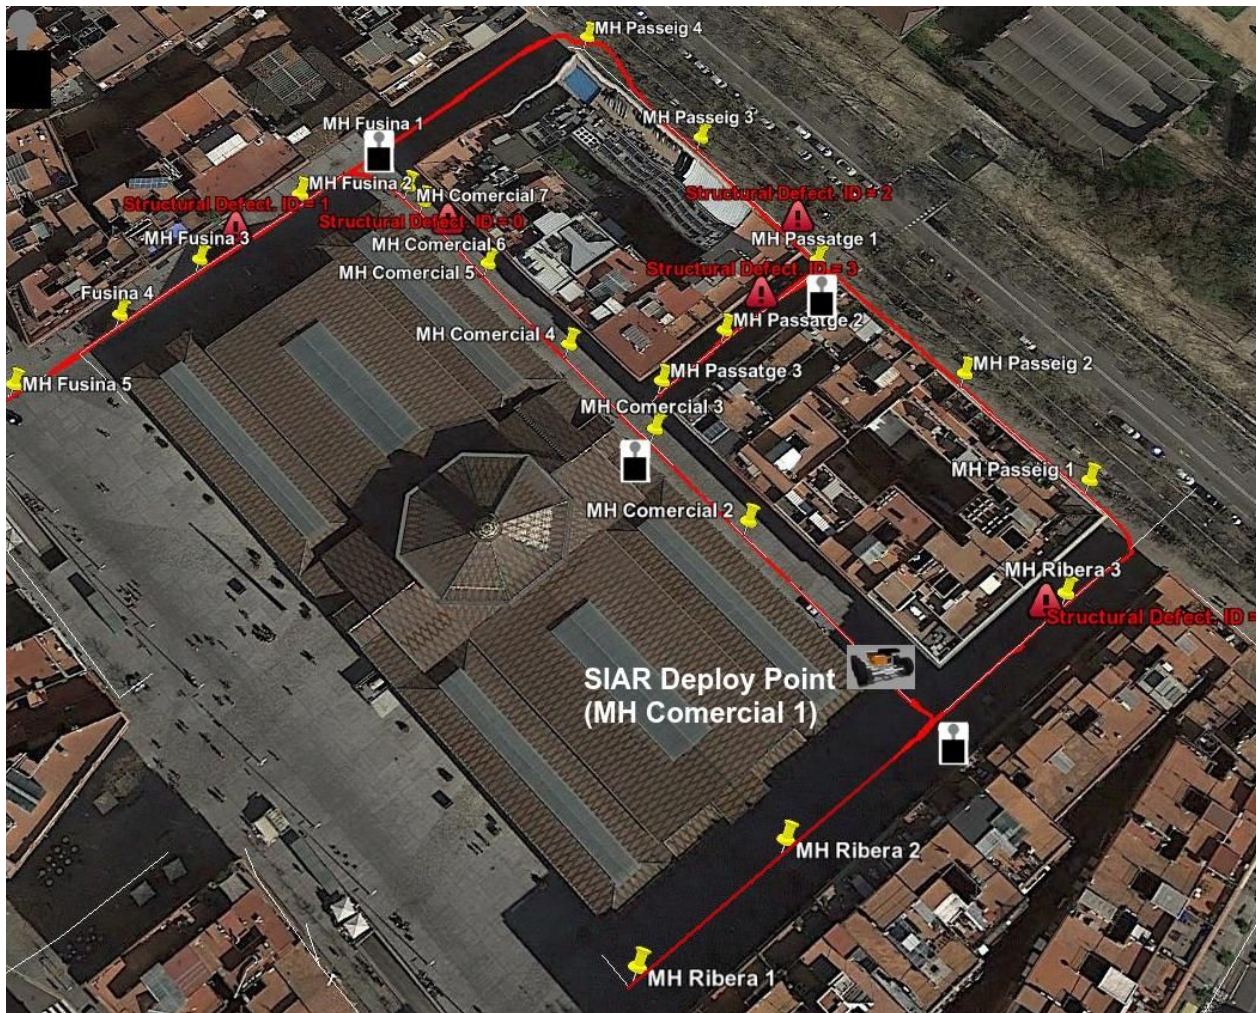 MH Passeig 4
MH Passeig 3
MH Fusina 1
MH Fusina 2
MH Comercial 7
Structural Defect. ID = 2
Structural Defect. ID = 1
Structural Defect. ID = 0
MH Fusina 3
MH Comercial 6
MH Passatge 1
MH Comercial 5
Structural Defect. ID = 3
Fusina 4
MH Passatge 2
MH Comercial 4
MH Passeig 2
MH Passatge 3
MH Fusina 5
MH Comercial 3
MH Passeig 1
MH Comercial 2
MH Ribera 3
Structural Defect. ID =
SIAR Deploy Point
(MH Comercial 1)
MH Ribera 2
MH Ribera 1